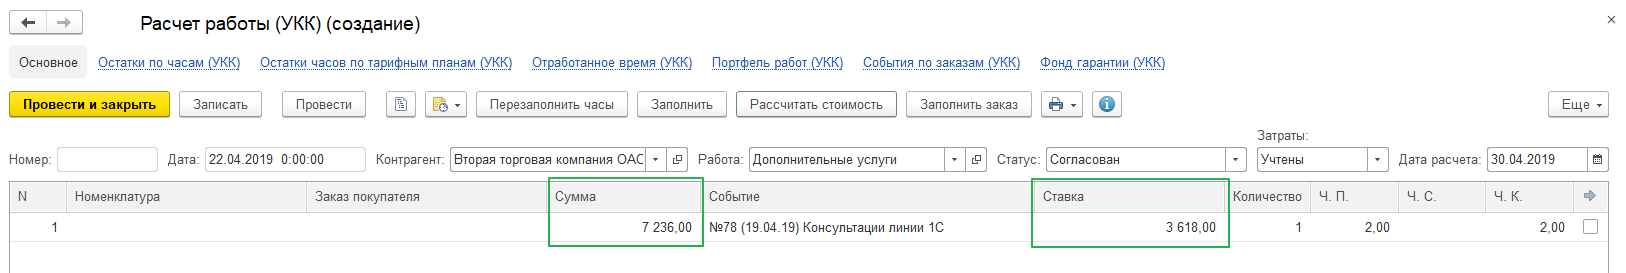 Расчет работы (УКК) (создание)
Основное Остатки по часам (УКК) Остатки часов по тарифным планам (УКК) Отработанное время (УКК) Портфель работ (УКК) События по заказам (УКК) Фонд гарантии (УКК)
Провести и закрыть Записать Провести Перезаполнить часы Заполнить Рассчитать стоимость Заполнить заказ Еще
Затраты:
Номер: Дата: 22.04.2019 0:00:00 Контрагент: Вторая торговая компания ОАО Работа: Дополнительные услуги Статус: Согласован Учтены Дата расчета: 30.04.2019
N Номенклатура Заказ покупателя Сумма Событие Ставка Количество Ч. П. Ч. С. Ч. К.
1 7 236,00 №78 (19.04.19) Консультации линии 1С 3 618,00 1 2,00 2,00